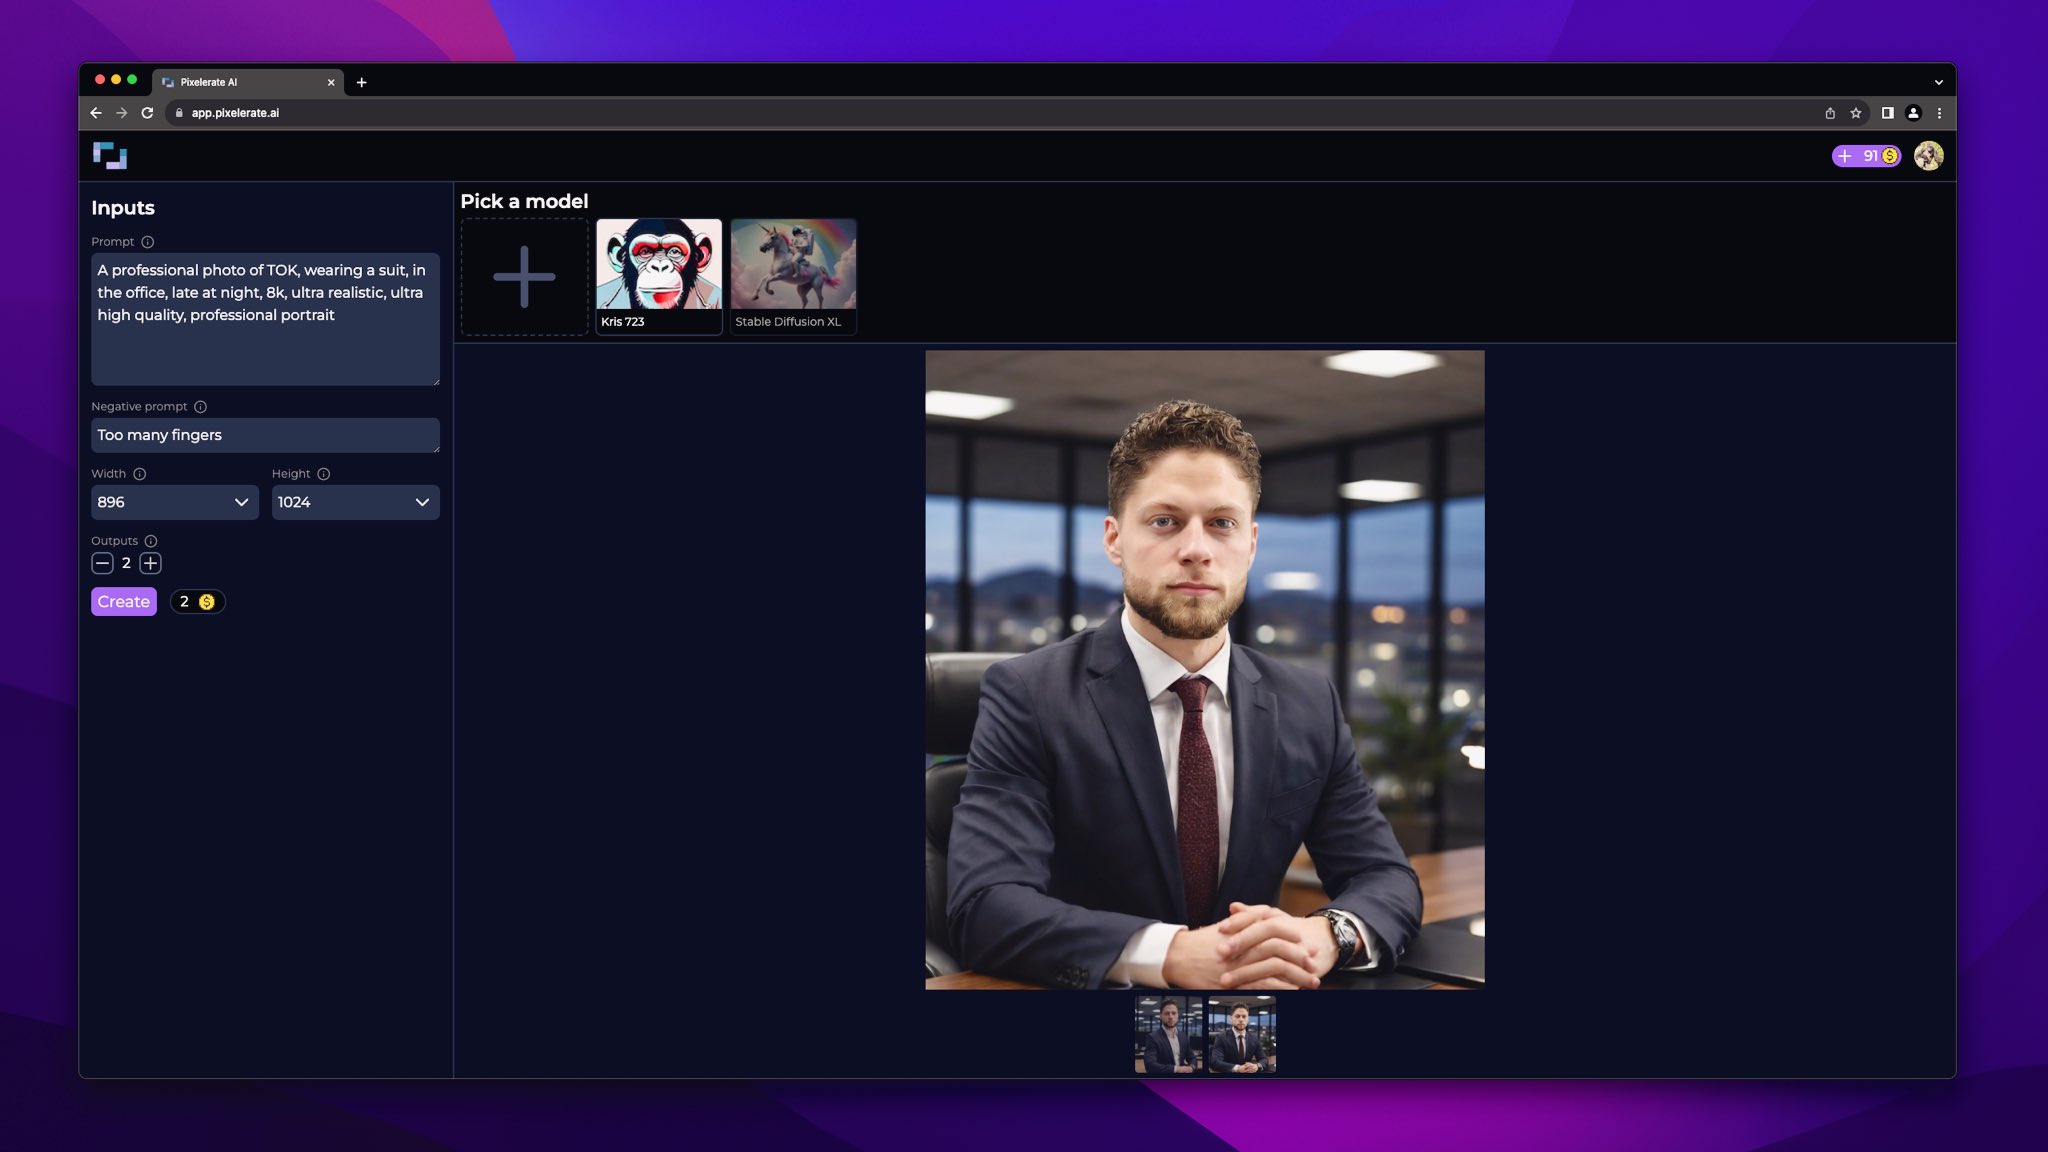 Pixelerate AI
app.pixelerate.ai
91
Inputs
Prompt
A professional photo of TOK, wearing a suit, in
the office, late at night, 8k, ultra realistic, ultra
high quality, professional portrait
Negative prompt
Too many fingers
Width
Height
896
1024
Outputs
2
Create
2
Pick a model
Kris 723
Stable Diffusion XL